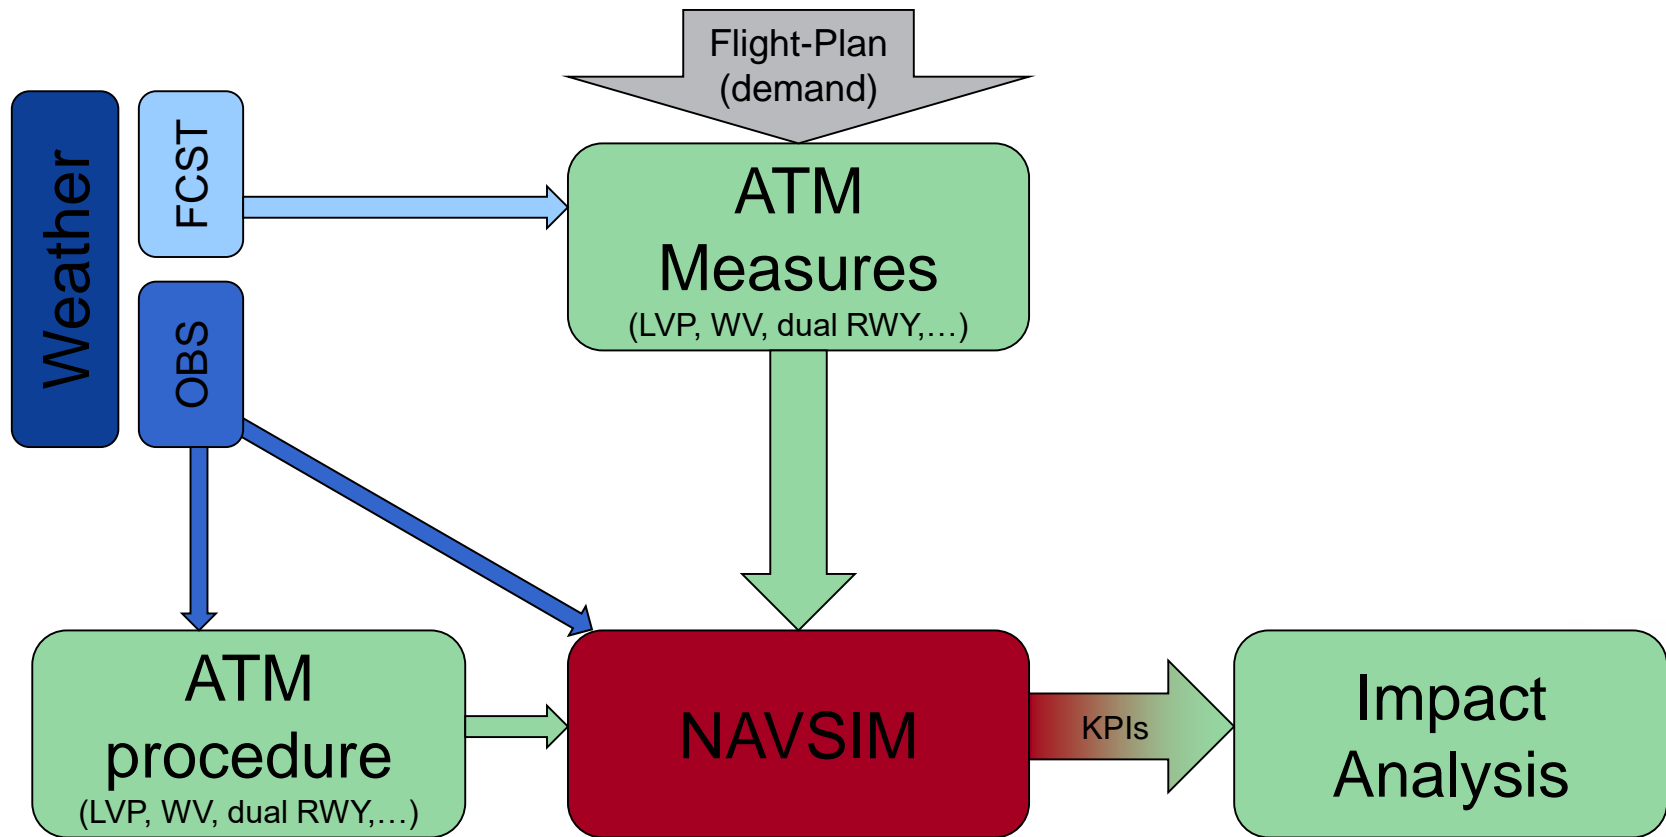 Flight-Plan
(demand)
Weather
FCST
OBS
ATM
Measures
(LVP, WV, dual RWY,...)
ATM
procedure
(LVP, WV, dual RWY,...)
NAVSIM
KPIs
Impact
Analysis